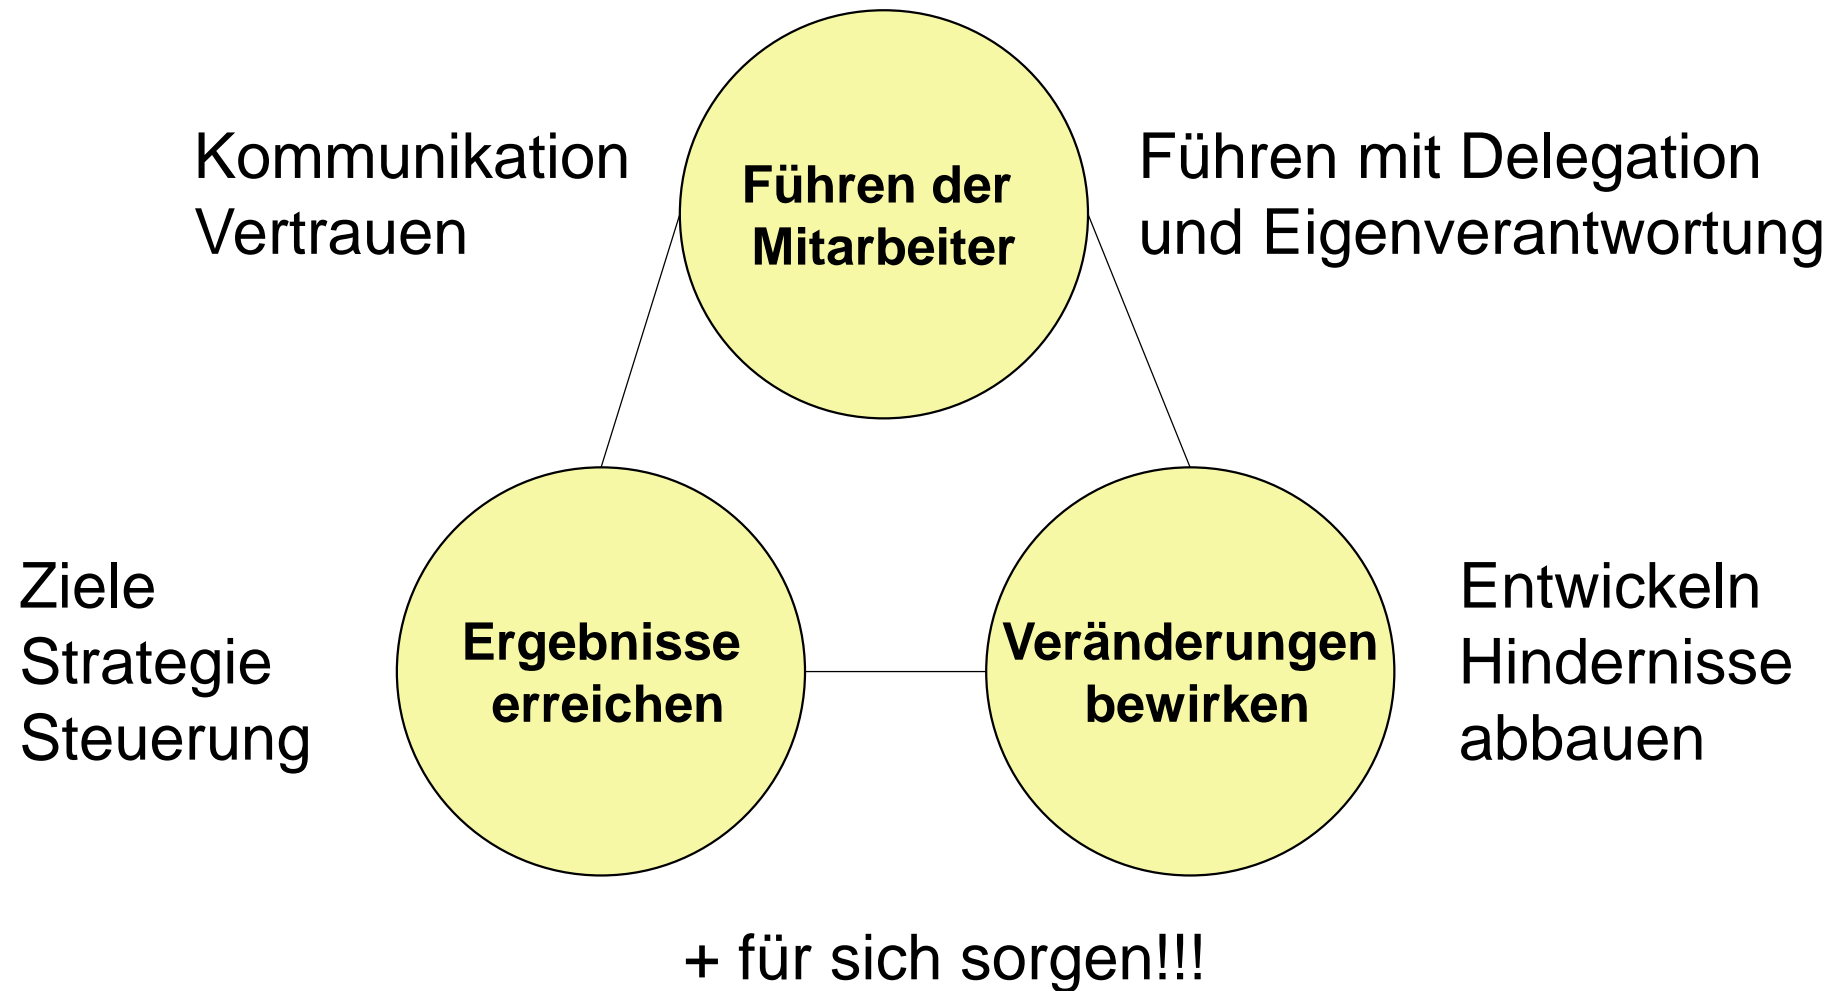 Kommunikation
Vertrauen
Führen der
Mitarbeiter
Führen mit Delegation
und Eigenverantwortung
Ziele
Strategie
Steuerung
Ergebnisse
erreichen
Veränderungen
bewirken
Entwickeln
Hindernisse
abbauen
+ für sich sorgen!!!